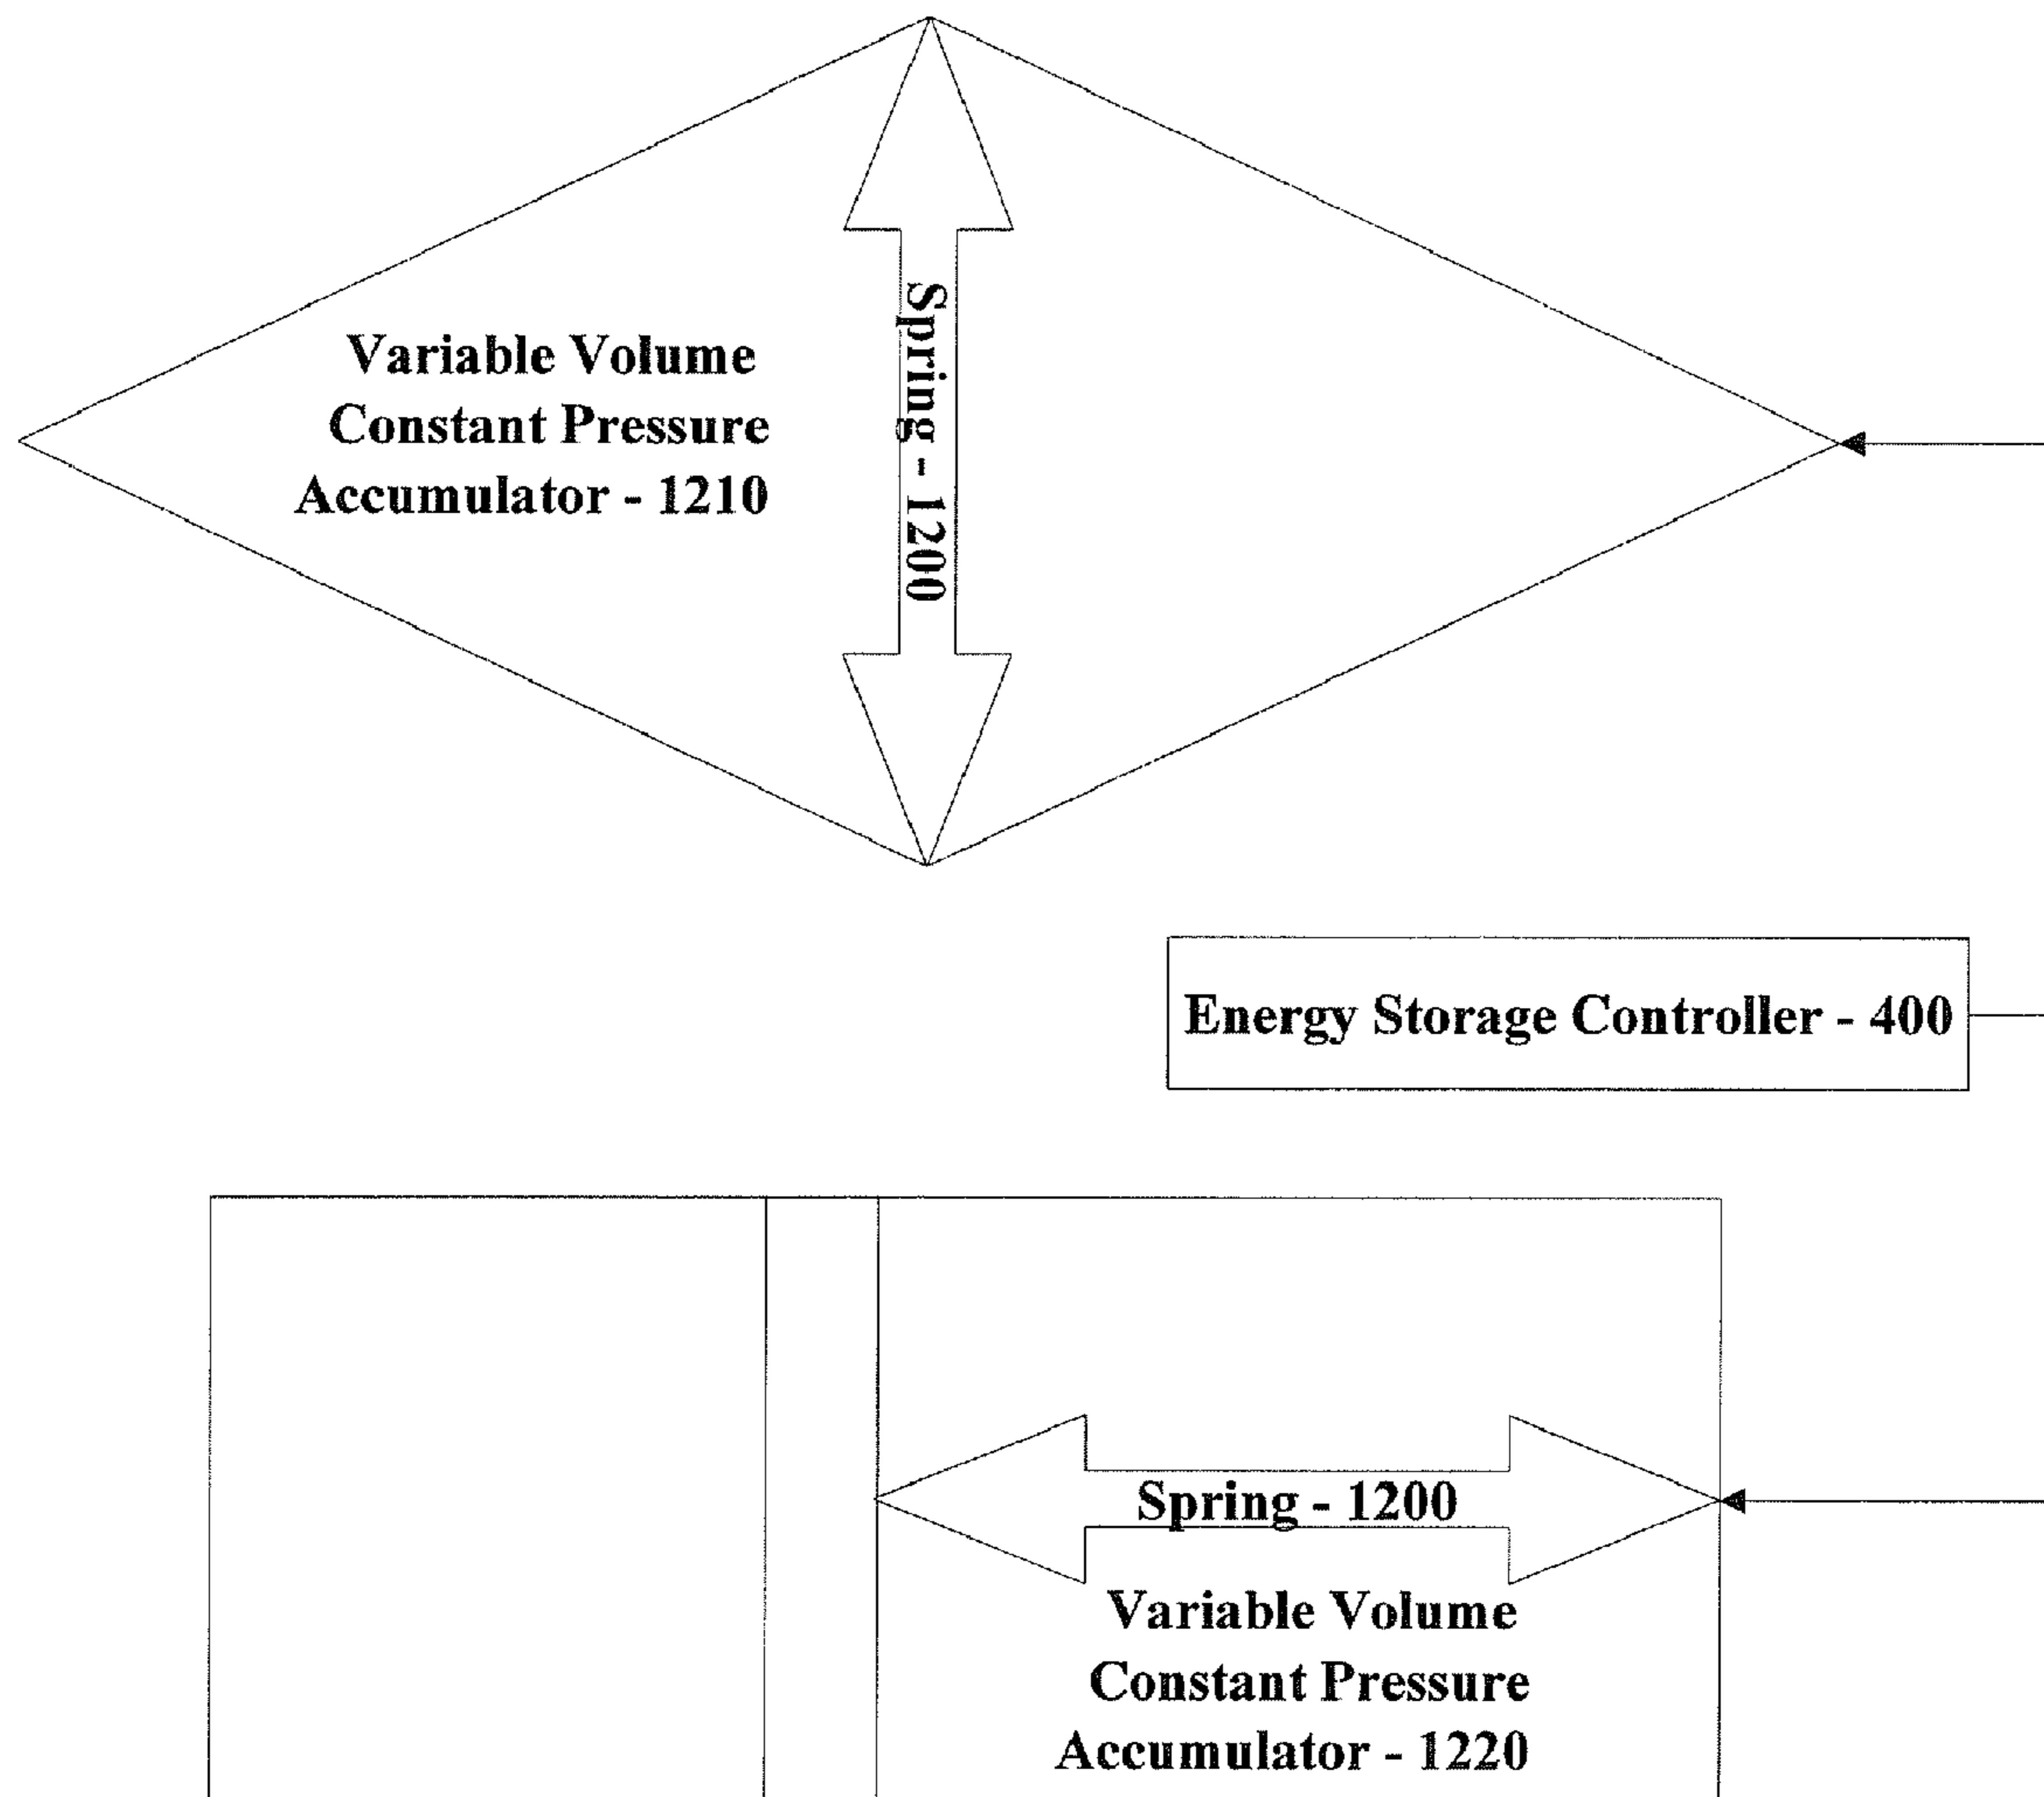 Variable Volume
Constant Pressure
Accumulator - 1210
Spring - 1200
Energy Storage Controller - 400
Spring - 1200
Variable Volume
Constant Pressure
Accumulator - 1220